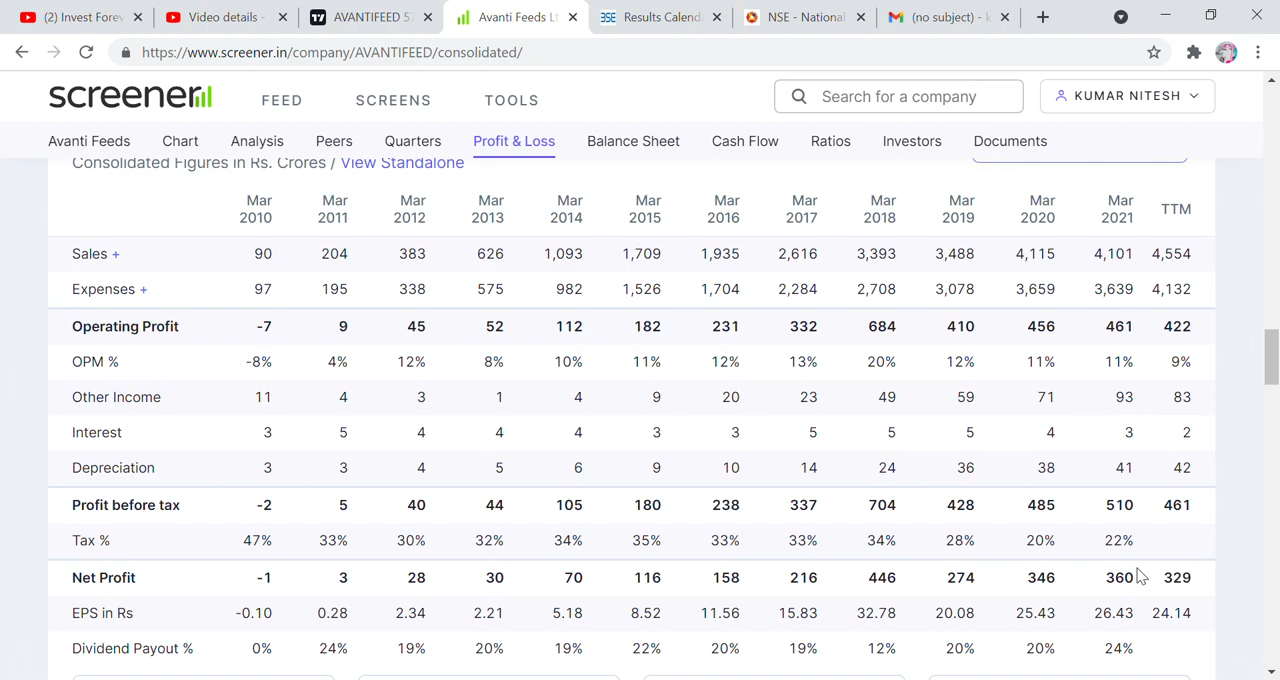 (2) Invest Forev
Video details -
AVANTIFEED 57
Avanti Feeds Lt
Results Calenda
NSE - National
(no subject) - k
https://www.screener.in/company/AVANTIFEED/consolidated/
screener
FEED SCREENS TOOLS
Search for a company
KUMAR NITESH
Avanti Feeds Chart Analysis Peers Quarters Profit & Loss Balance Sheet Cash Flow Ratios Investors Documents
Consolidated Figures in Rs. Crores / View Standalone
Mar 2010 Mar 2011 Mar 2012 Mar 2013 Mar 2014 Mar 2015 Mar 2016 Mar 2017 Mar 2018 Mar 2019 Mar 2020 Mar 2021 TTM
Sales + 90 204 383 626 1,093 1,709 1,935 2,616 3,393 3,488 4,115 4,101 4,554
Expenses + 97 195 338 575 982 1,526 1,704 2,284 2,708 3,078 3,659 3,639 4,132
Operating Profit -7 9 45 52 112 182 231 332 684 410 456 461 422
OPM % -8% 4% 12% 8% 10% 11% 12% 13% 20% 12% 11% 11% 9%
Other Income 11 4 3 1 4 9 20 23 49 59 71 93 83
Interest 3 5 4 4 4 3 3 5 5 5 4 3 2
Depreciation 3 3 4 5 6 9 10 14 24 36 38 41 42
Profit before tax -2 5 40 44 105 180 238 337 704 428 485 510 461
Tax % 47% 33% 30% 32% 34% 35% 33% 33% 34% 28% 20% 22%
Net Profit -1 3 28 30 70 116 158 216 446 274 346 360 329
EPS in Rs -0.10 0.28 2.34 2.21 5.18 8.52 11.56 15.83 32.78 20.08 25.43 26.43 24.14
Dividend Payout % 0% 24% 19% 20% 19% 22% 20% 19% 12% 20% 20% 24%